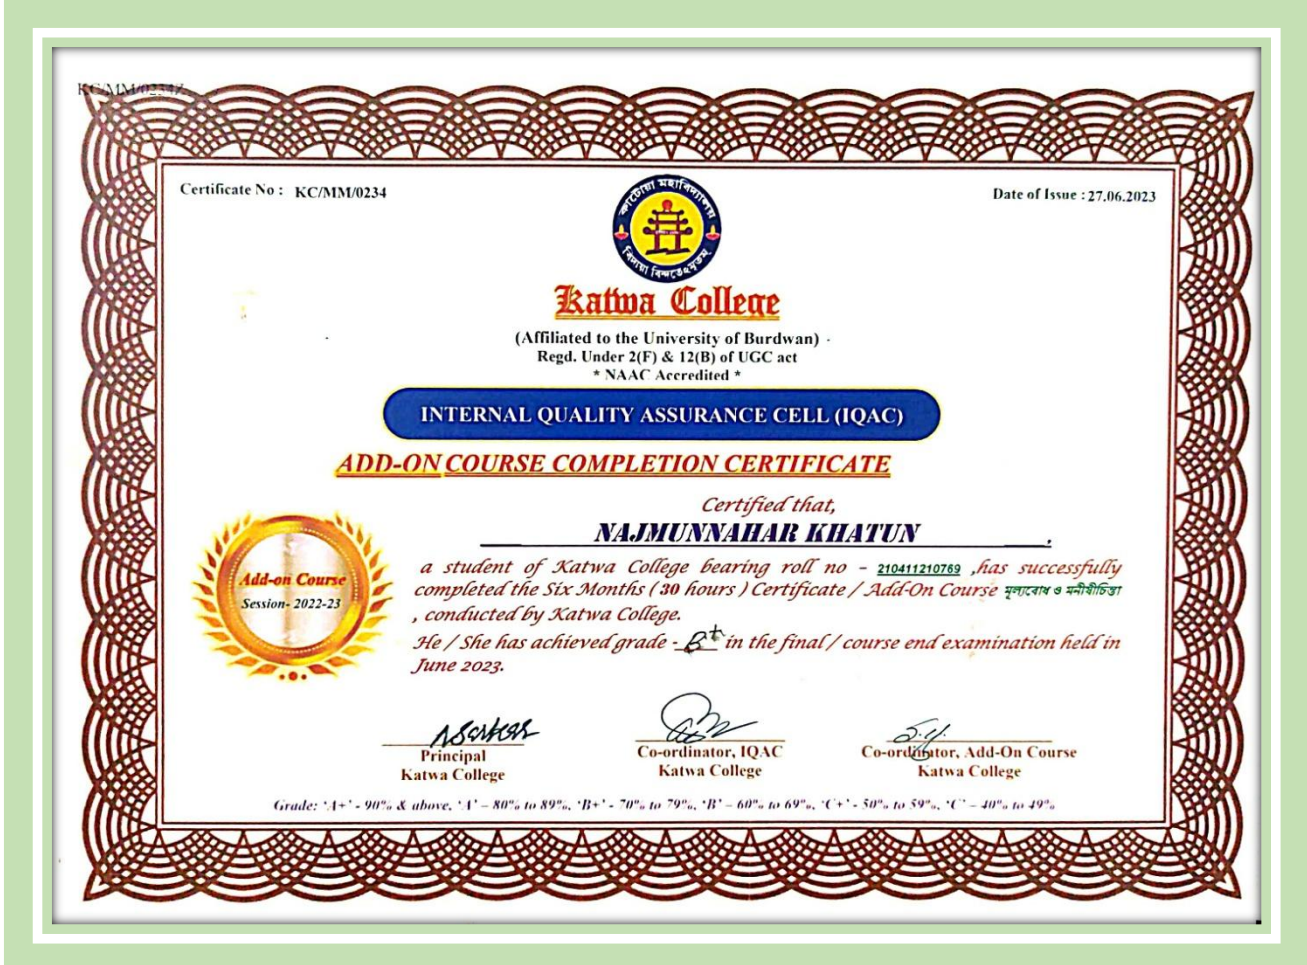 KC/MM/0234/
Certificate No : KC/MM/0234
Date of Issue : 27.06.2023
কাটোয়া মহাবিদ্যালয়
Katwa College
(Affiliated to the University of Burdwan)
Regd. Under 2(F) & 12(B) of UGC act
* NAAC Accredited *
INTERNAL QUALITY ASSURANCE CELL (IQAC)
ADD-ON COURSE COMPLETION CERTIFICATE
Certified that,
NAJMUNNAHAR KHATUN ,
Add-on Course
Session- 2022-23
a student of Katwa College bearing roll no - 210411210769 ,has successfully
completed the Six Months ( 30 hours ) Certificate / Add-On Course মূল্যবোধ ও মনীষীচিন্তা
, conducted by Katwa College.
He / She has achieved grade - B+ in the final / course end examination held in
June 2023.
Principal
Katwa College
Co-ordinator, IQAC
Katwa College
Co-ordinator, Add-On Course
Katwa College
Grade: 'A+' - 90% & above, 'A' – 80% to 89%, 'B+' - 70% to 79%, 'B' – 60% to 69%, 'C+' - 50% to 59%, 'C' – 40% to 49%